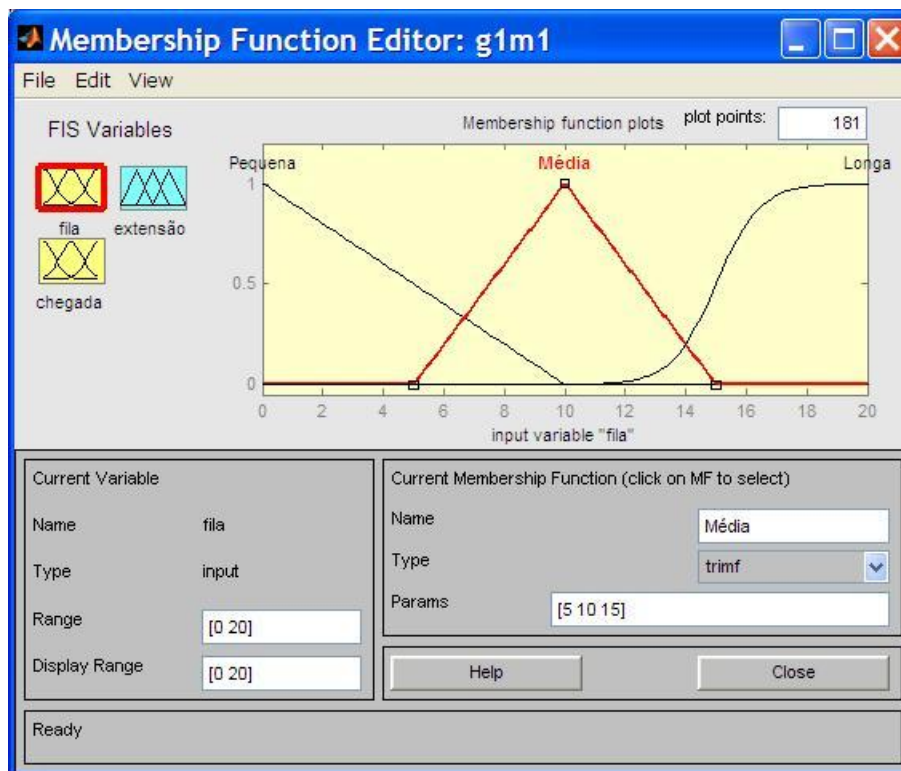 Membership Function Editor: g1m1
File Edit View
FIS Variables
fila
extensão
chegada
Membership function plots
plot points:
181
Pequena
Média
Longa
1
0.5
0
0 2 4 6 8 10 12 14 16 18 20
input variable "fila"
Current Variable
Name fila
Type input
Range [0 20]
Display Range [0 20]
Current Membership Function (click on MF to select)
Name Média
Type trimf
Params [5 10 15]
Help Close
Ready